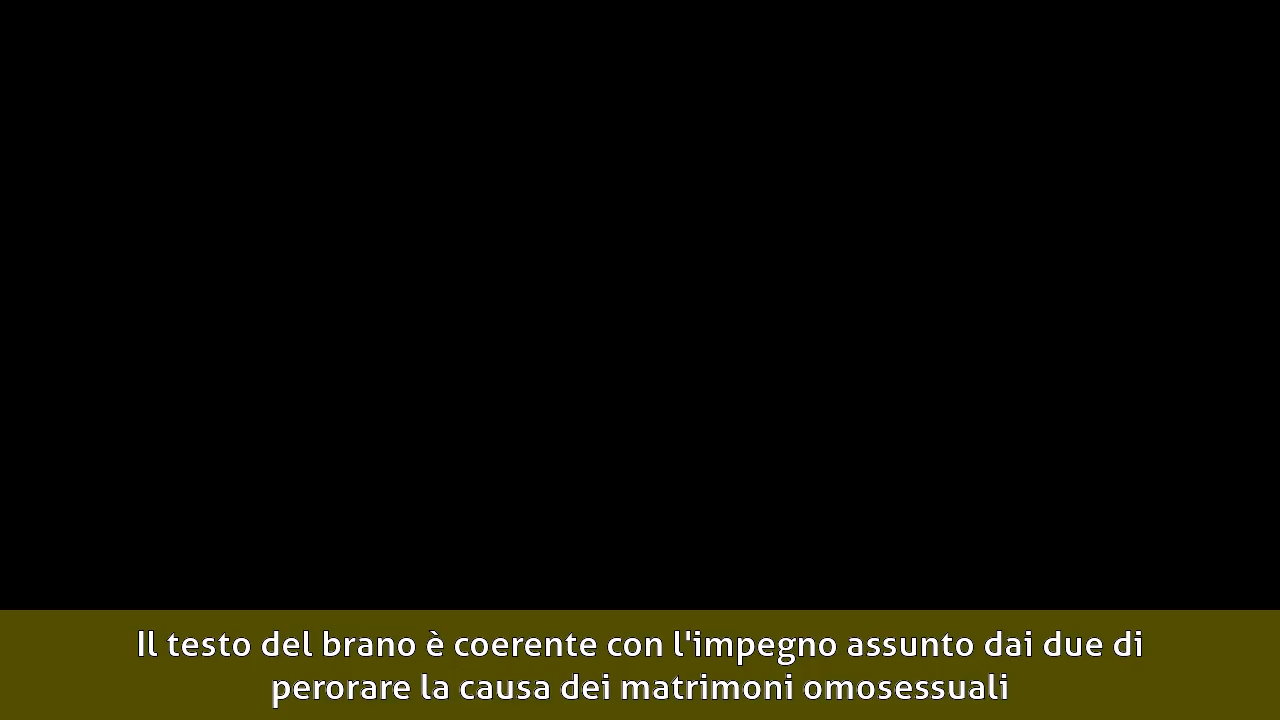 Il testo del brano è coerente con l'impegno assunto dai due di
perorare la causa dei matrimoni omosessuali